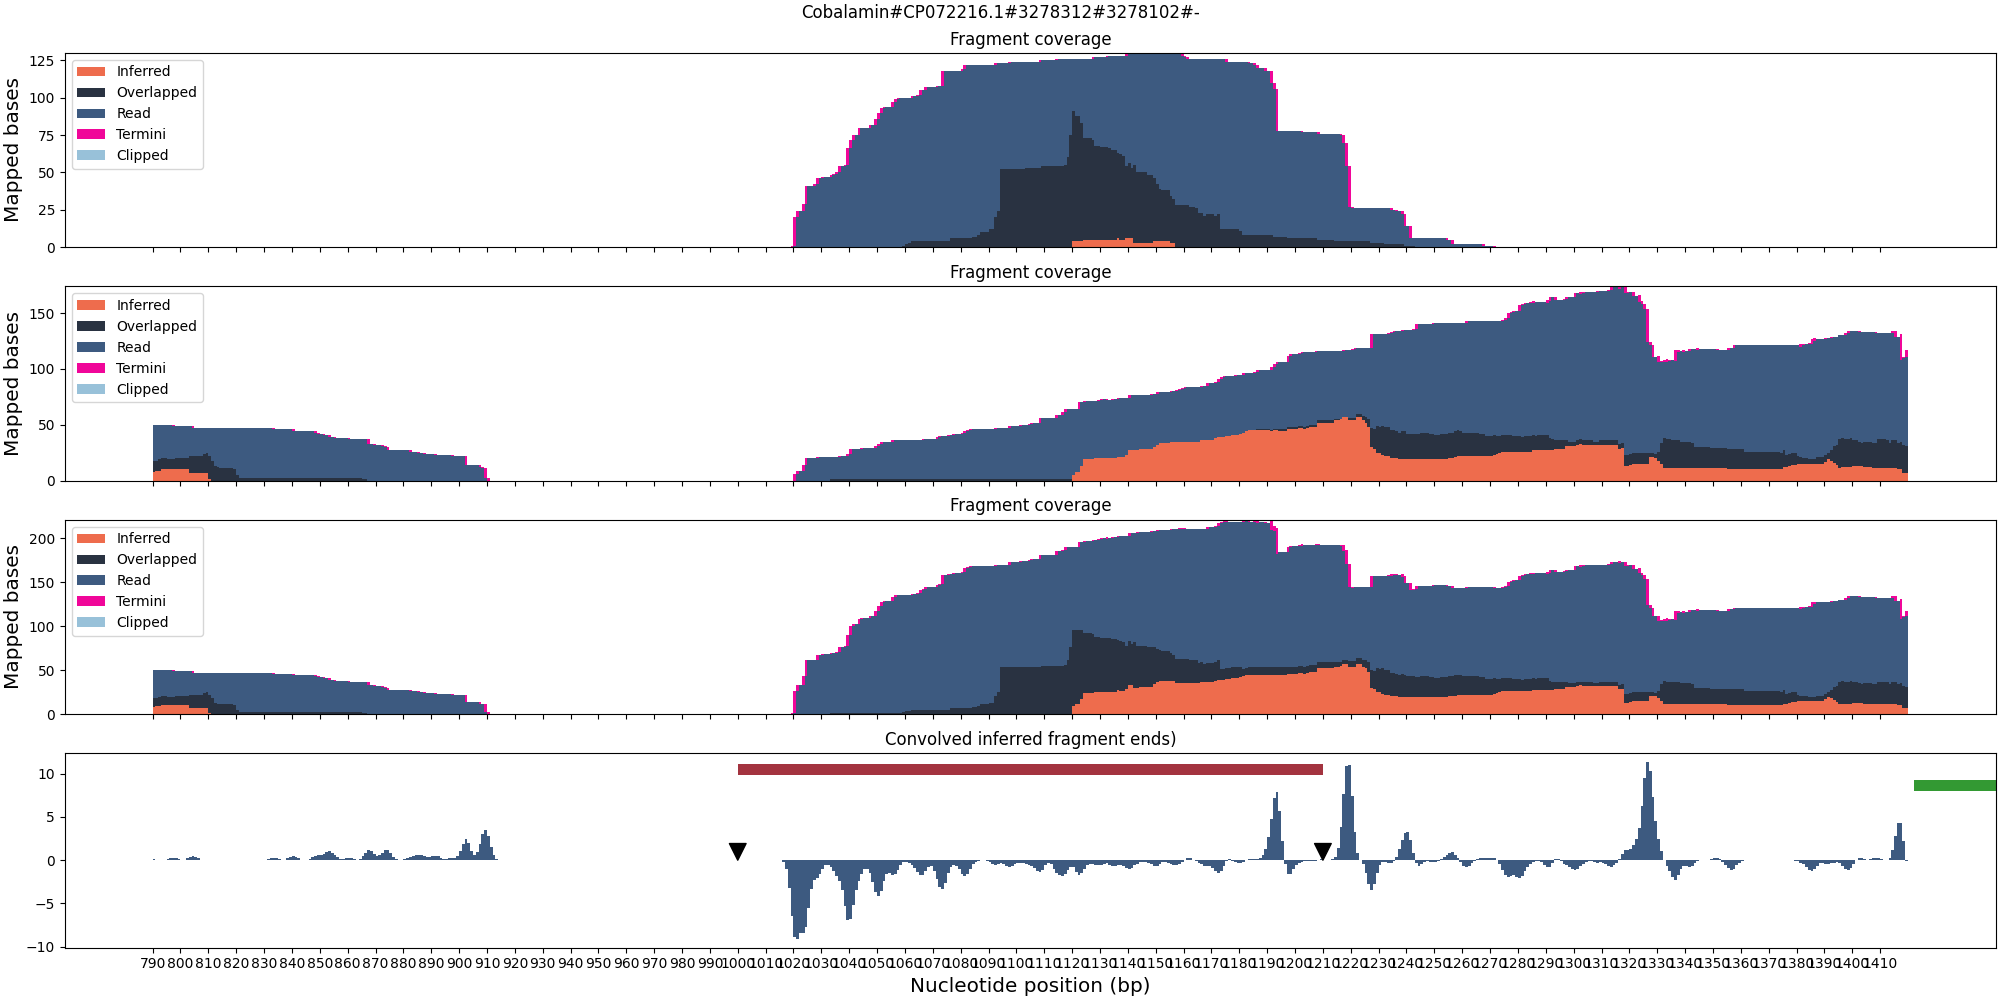 Cobalamin#CP072216.1#3278312#3278102#-
Fragment coverage
Mapped bases
125
100
75
50
25
0
Inferred
Overlapped
Read
Termini
Clipped
Fragment coverage
Mapped bases
150
100
50
0
Inferred
Overlapped
Read
Termini
Clipped
Fragment coverage
Mapped bases
200
150
100
50
0
Inferred
Overlapped
Read
Termini
Clipped
Convolved inferred fragment ends)
10
5
0
−5
−10
790 800 810 820 830 840 850 860 870 880 890 900 910 920 930 940 950 960 970 980 990 1000 1010 1020 1030 1040 1050 1060 1070 1080 1090 1100 1110 1120 1130 1140 1150 1160 1170 1180 1190 1200 1210 1220 1230 1240 1250 1260 1270 1280 1290 1300 1310 1320 1330 1340 1350 1360 1370 1380 1390 1400 1410
Nucleotide position (bp)